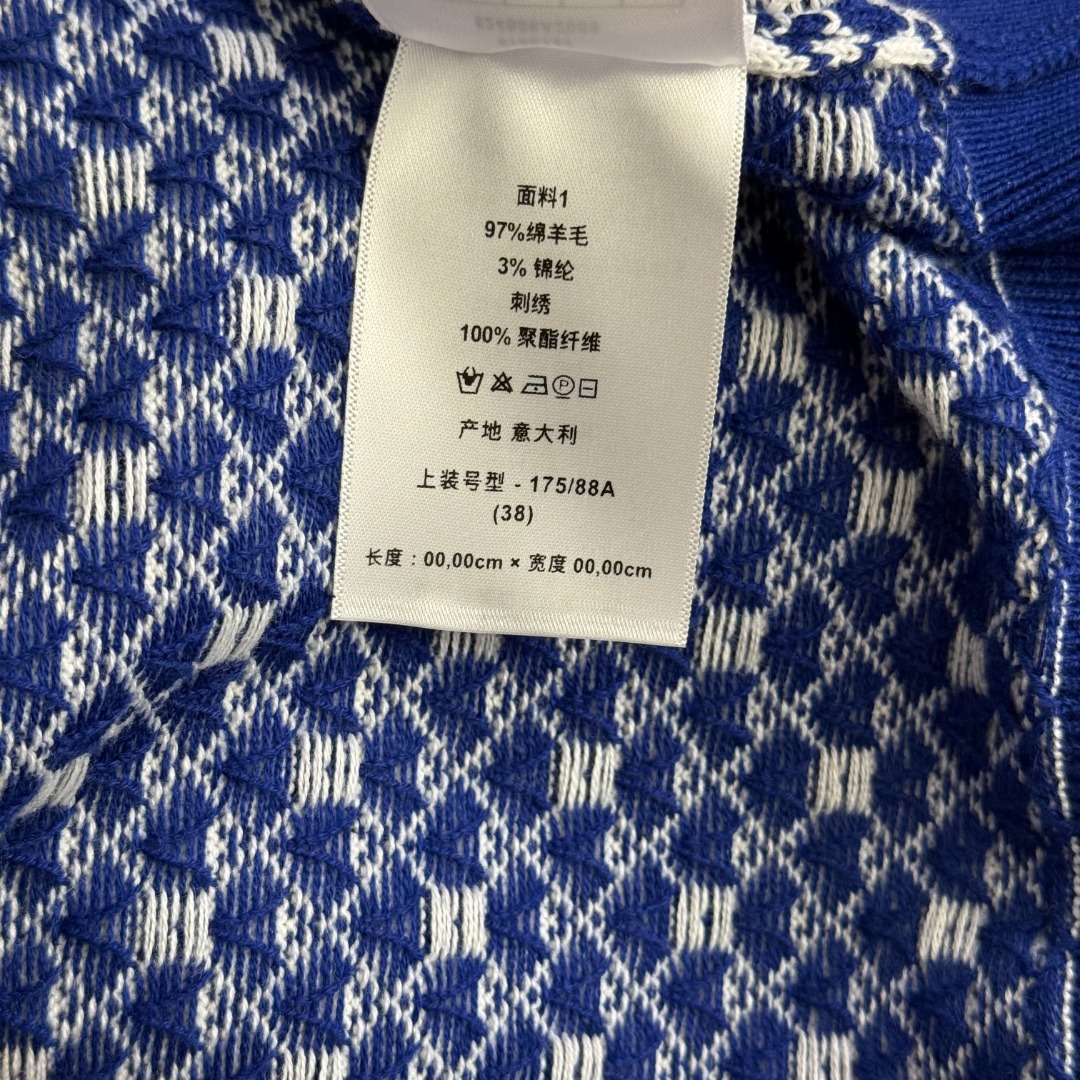 面料1
97%绵羊毛
3% 锦纶
刺绣
100% 聚酯纤维
P
产地 意大利
上装号型 - 175/88A
(38)
长度：00,00cm × 宽度 00,00cm